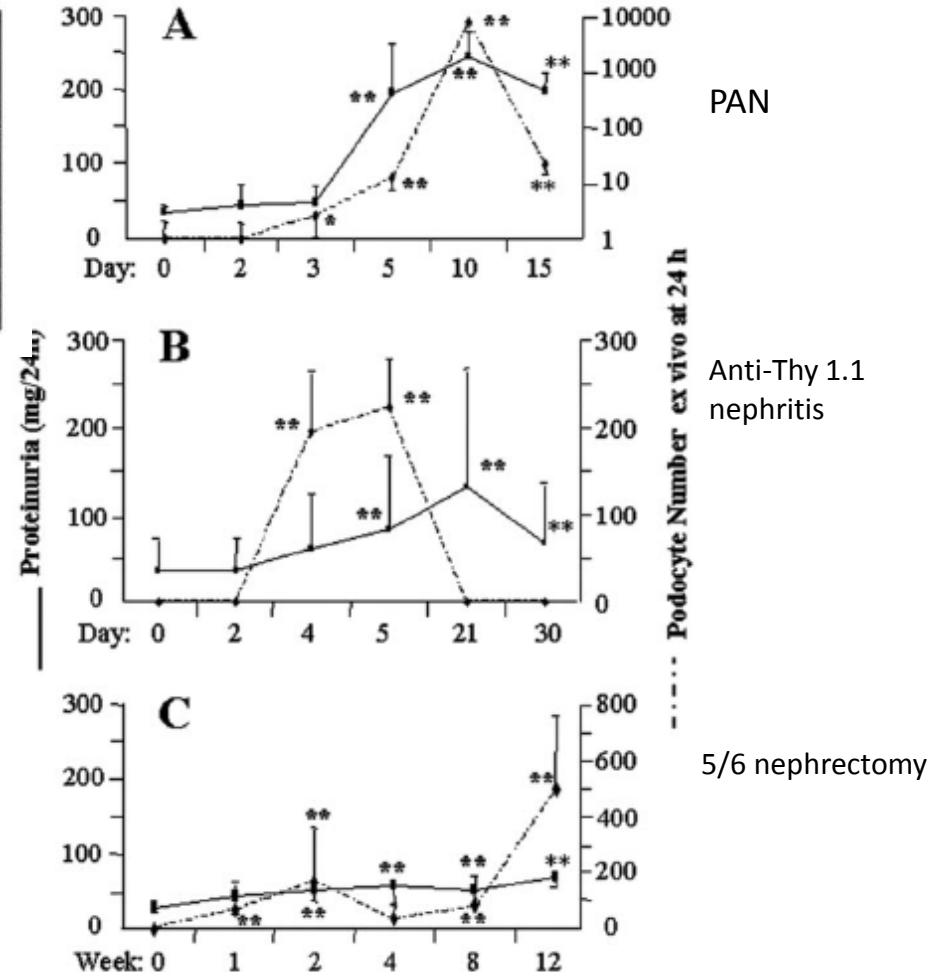 A
PAN
300
200
100
0
10000
1000
100
10
1
** ** ** ** * ** **
Day: 0 2 3 5 10 15
B
Anti-Thy 1.1
nephritis
300
200
100
0
300
200
100
0
** ** ** ** **
Day: 0 2 4 5 21 30
C
5/6 nephrectomy
300
200
100
0
800
600
400
200
0
** ** ** ** ** ** ** **
Week: 0 1 2 4 8 12
Proteinuria (mg/24h)
Podocyte Number ex vivo at 24 h